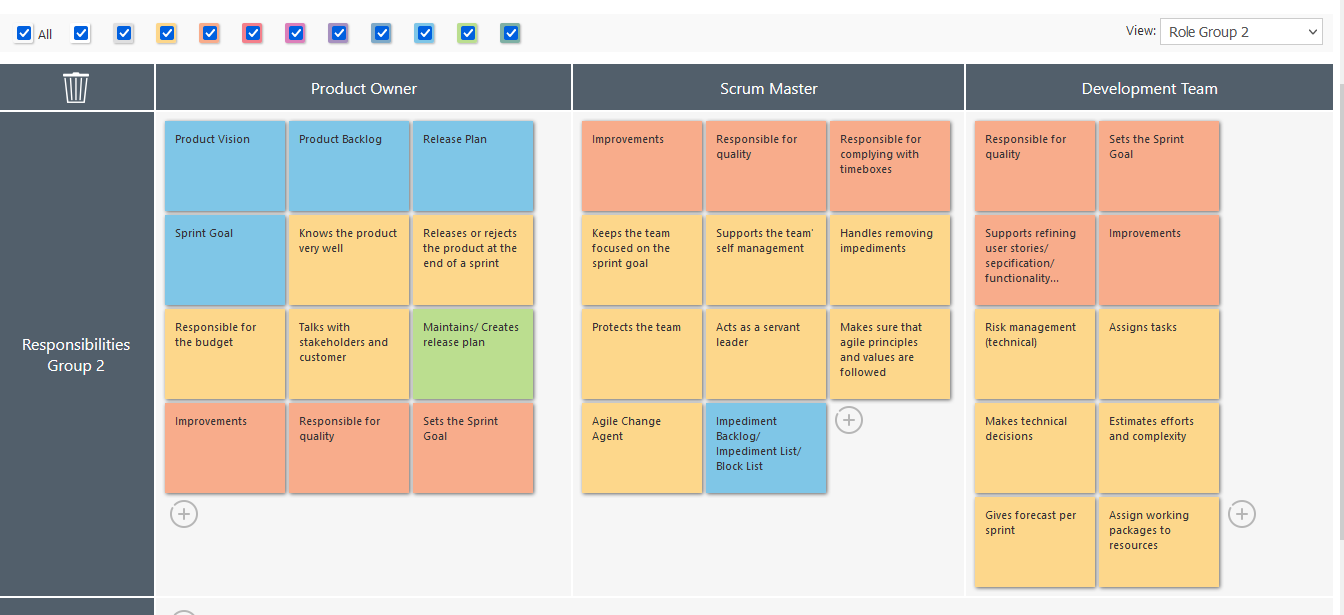 All
View:
Role Group 2
Product Owner
Scrum Master
Development Team
Responsibilities
Group 2
Product Vision
Product Backlog
Release Plan
Sprint Goal
Knows the product
very well
Releases or rejects
the product at the
end of a sprint
Responsible for
the budget
Talks with
stakeholders and
customer
Maintains/ Creates
release plan
Improvements
Responsible for
quality
Sets the Sprint
Goal
Improvements
Responsible for
quality
Responsible for
complying with
timeboxes
Keeps the team
focused on the
sprint goal
Supports the team'
self management
Handles removing
impediments
Protects the team
Acts as a servant
leader
Makes sure that
agile principles
and values are
followed
Agile Change
Agent
Impediment
Backlog/
Impediment List/
Block List
Responsible for
quality
Sets the Sprint
Goal
Supports refining
user stories/
sepcification/
functionality...
Improvements
Risk management
(technical)
Assigns tasks
Makes technical
decisions
Estimates efforts
and complexity
Gives forecast per
sprint
Assign working
packages to
resources